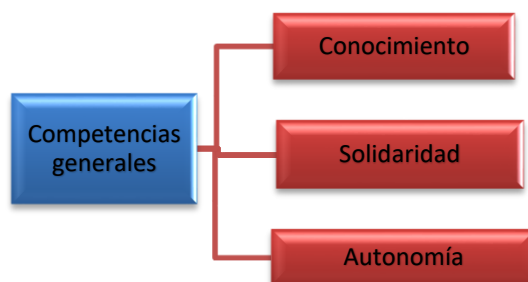 Conocimiento
Competencias
generales
Solidaridad
Autonomía